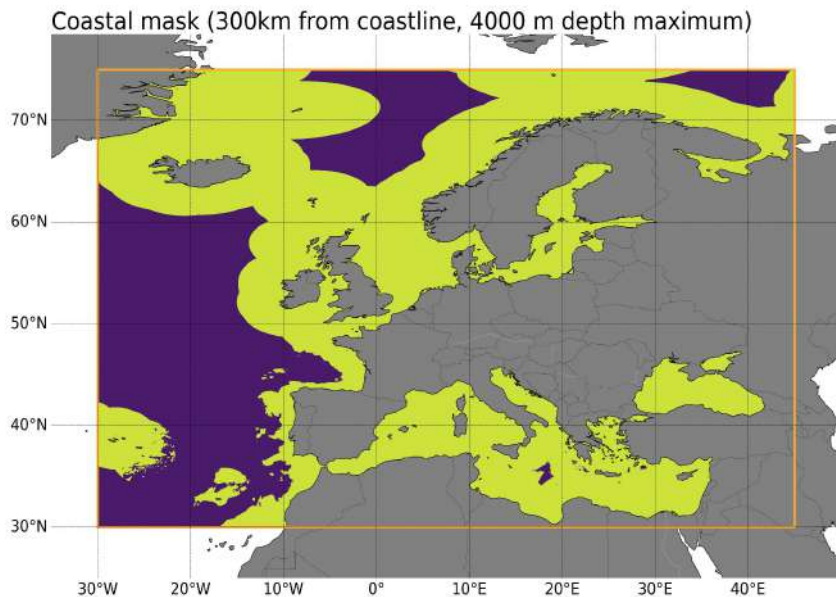 Coastal mask (300km from coastline, 4000 m depth maximum)
70°N
60°N
50°N
40°N
30°N
30°W 20°W 10°W 0° 10°E 20°E 30°E 40°E